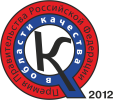 Премия Правительства Российской Федерации
в области качества
К
2012